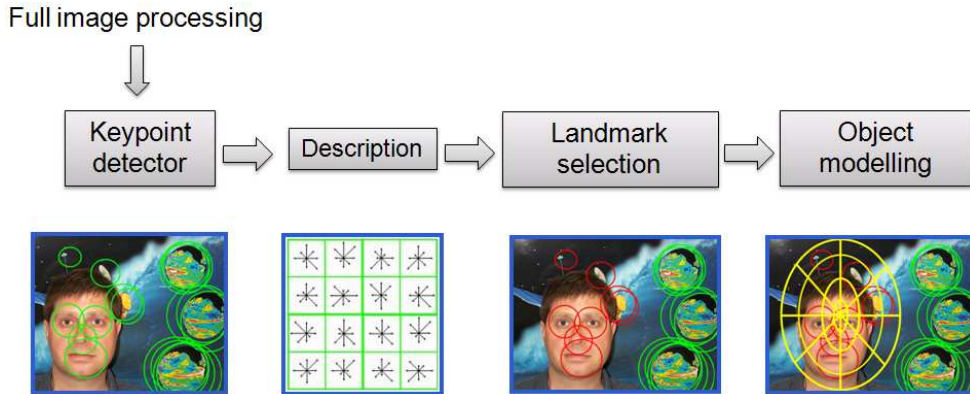 Full image processing
Keypoint
detector
Description
Landmark
selection
Object
modelling